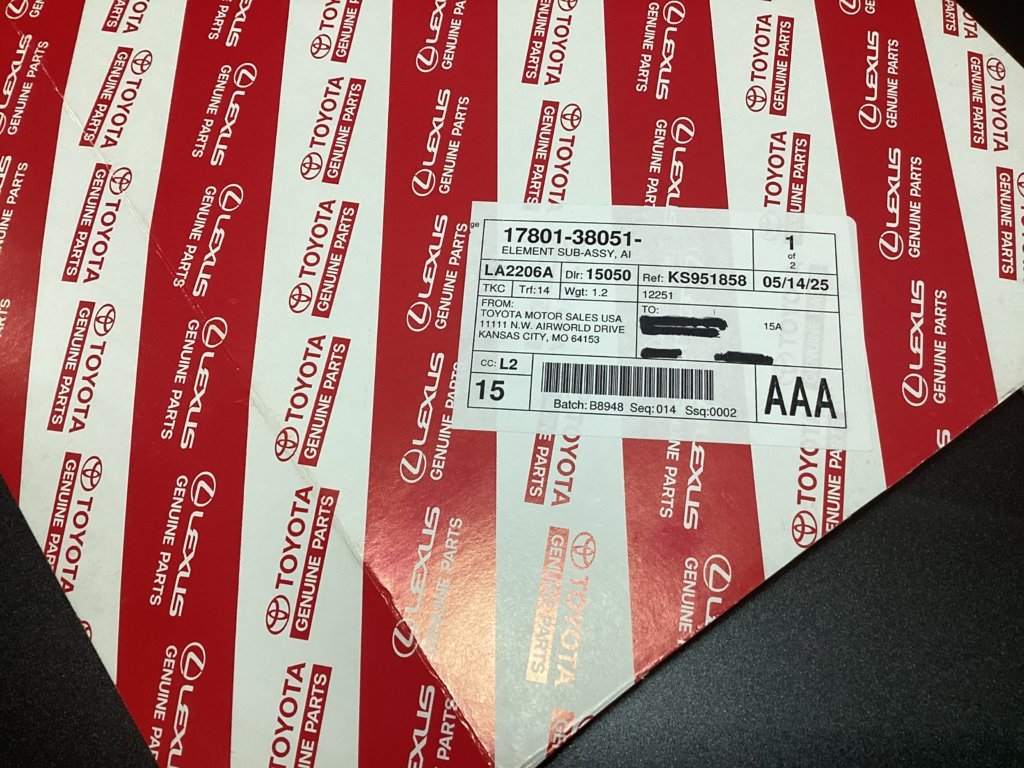 17801-38051-
ELEMENT SUB-ASSY, AI
1
of
2
LA2206A
Dlr: 15050
Ref: KS951858
05/14/25
TKC
Trf:14
Wgt: 1.2
12251
FROM:
TOYOTA MOTOR SALES USA
11111 N.W. AIRWORLD DRIVE
KANSAS CITY, MO 64153
TO:
15A
CC: L2
15
Batch: B8948 Seq: 014 Ssq:0002
AAA
TOYOTA
GENUINE PARTS
LEXUS
GENUINE PARTS